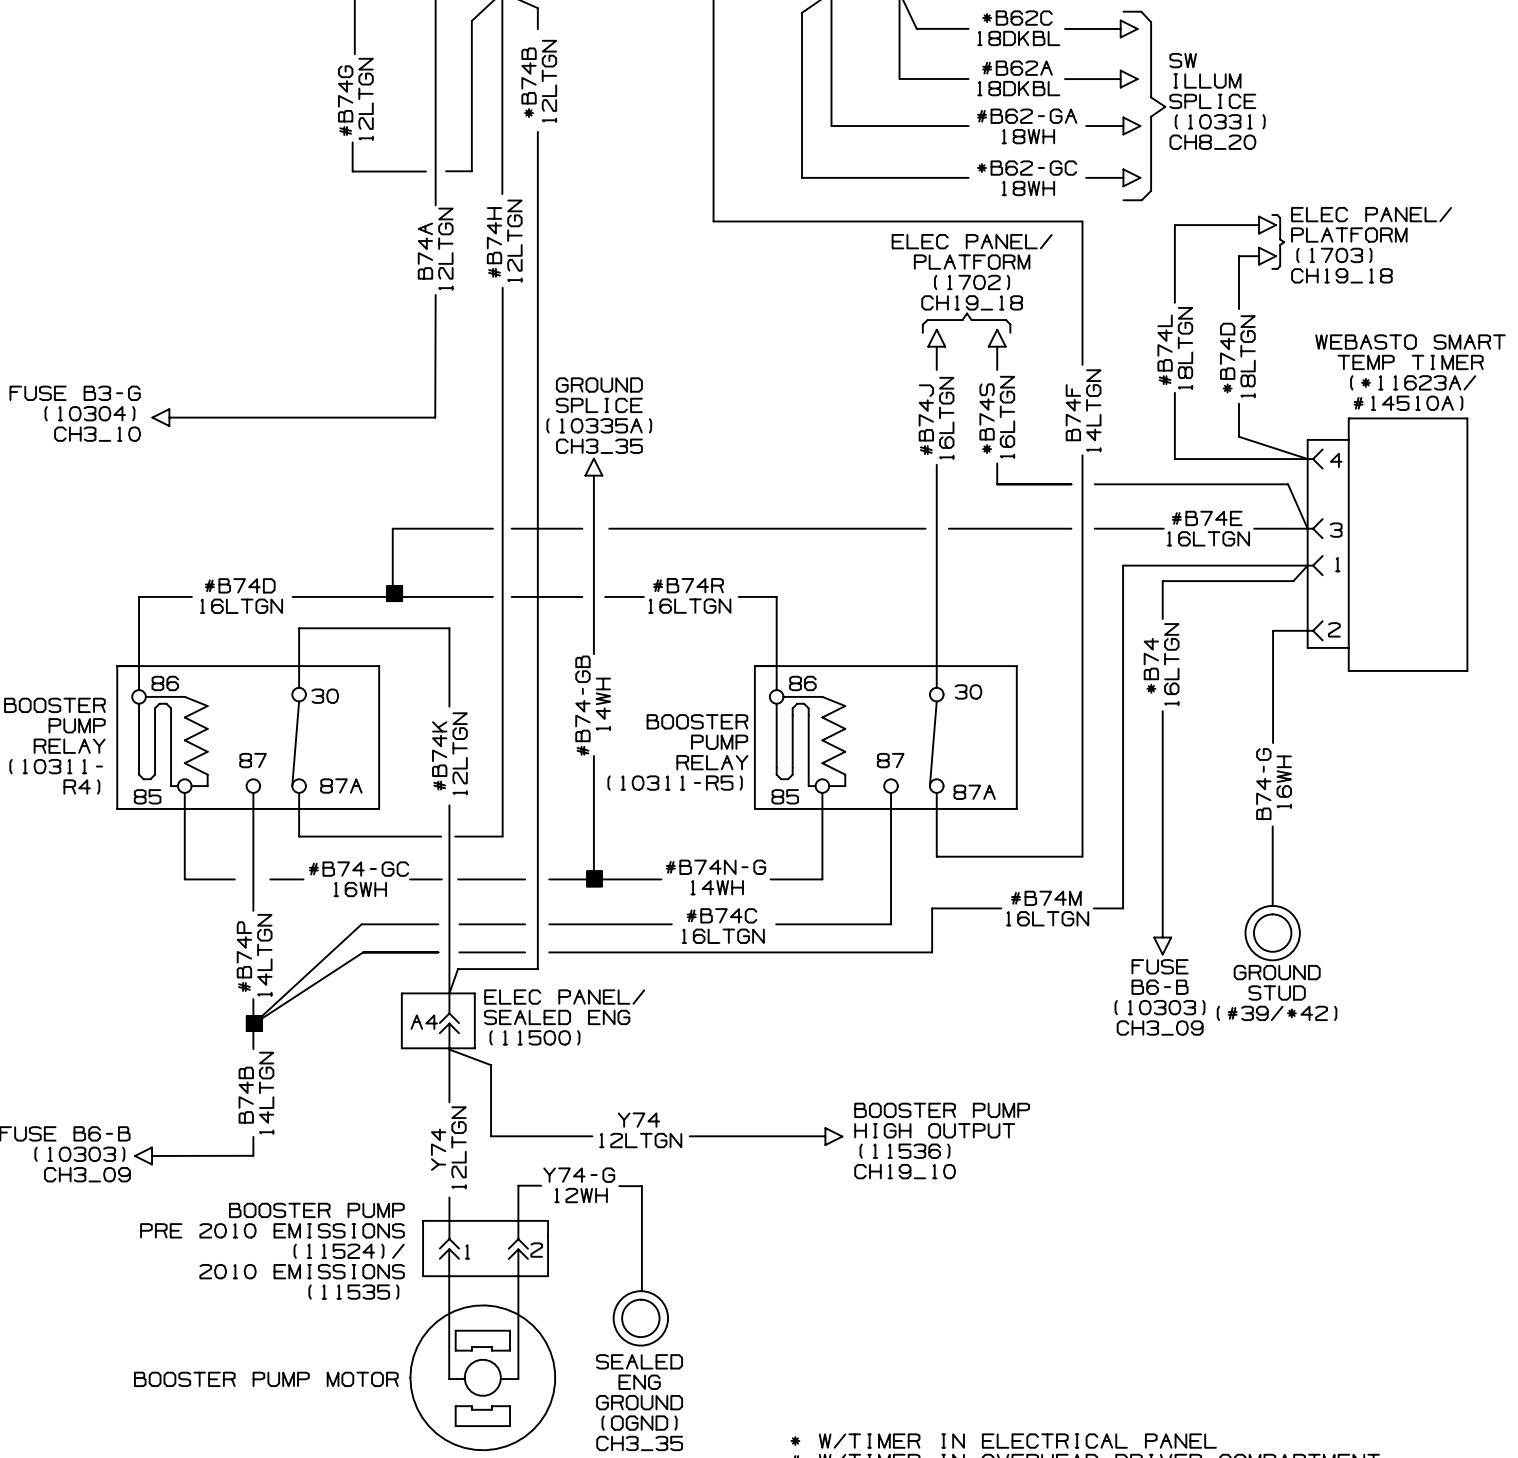 *B62C
18DKBL
#B62A
18DKBL
#B62-GA
18WH
*B62-GC
18WH
SW
ILLUM
SPLICE
(10331)
CH8_20
#B74G
12LTGN
*B74B
12LTGN
B74A
12LTGN
#B74H
12LTGN
ELEC PANEL/
PLATFORM
(1702)
CH19_18
ELEC PANEL/
PLATFORM
(1703)
CH19_18
#B74L
18LTGN
*B74D
18LTGN
WEBASTO SMART
TEMP TIMER
(*11623A/
#14510A)
FUSE B3-G
(10304)
CH3_10
GROUND
SPLICE
(10335A)
CH3_35
#B74J
16LTGN
*B74S
16LTGN
B74F
14LTGN
4
3
1
2
#B74E
16LTGN
#B74D
16LTGN
#B74R
16LTGN
BOOSTER
PUMP
RELAY
(10311-
R4)
86
30
87
85
87A
#B74K
12LTGN
#B74-GB
14WH
BOOSTER
PUMP
RELAY
(10311-R5)
86
30
87
85
87A
*B74
16LTGN
B74-G
16WH
#B74-GC
16WH
#B74N-G
14WH
#B74M
16LTGN
#B74C
16LTGN
#B74P
14LTGN
FUSE
B6-B
(10303)
CH3_09
GROUND
STUD
(#39/*42)
A4
ELEC PANEL/
SEALED ENG
(11500)
B74B
14LTGN
FUSE B6-B
(10303)
CH3_09
Y74
12LTGN
Y74
12LTGN
BOOSTER PUMP
HIGH OUTPUT
(11536)
CH19_10
Y74-G
12WH
BOOSTER PUMP
PRE 2010 EMISSIONS
(11524)/
2010 EMISSIONS
(11535)
1
2
BOOSTER PUMP MOTOR
SEALED
ENG
GROUND
(OGND)
CH3_35
* W/TIMER IN ELECTRICAL PANEL
# W/TIMER IN OVERHEAD DRIVER COMPARTMENT